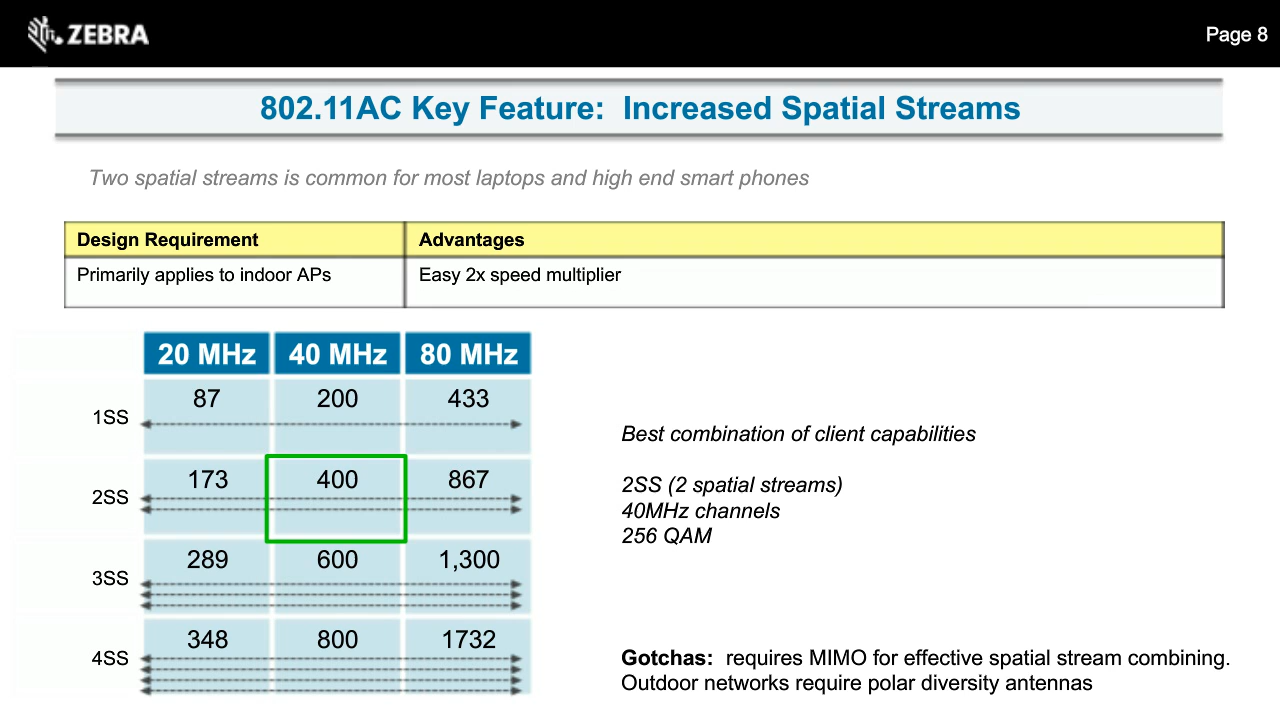 ZEBRA
Page 8
802.11AC Key Feature: Increased Spatial Streams
Two spatial streams is common for most laptops and high end smart phones
Design Requirement Advantages
Primarily applies to indoor APs Easy 2x speed multiplier
20 MHz 40 MHz 80 MHz
1SS 87 200 433
2SS 173 400 867
3SS 289 600 1,300
4SS 348 800 1732
Best combination of client capabilities
2SS (2 spatial streams)
40MHz channels
256 QAM
Gotchas: requires MIMO for effective spatial stream combining.
Outdoor networks require polar diversity antennas